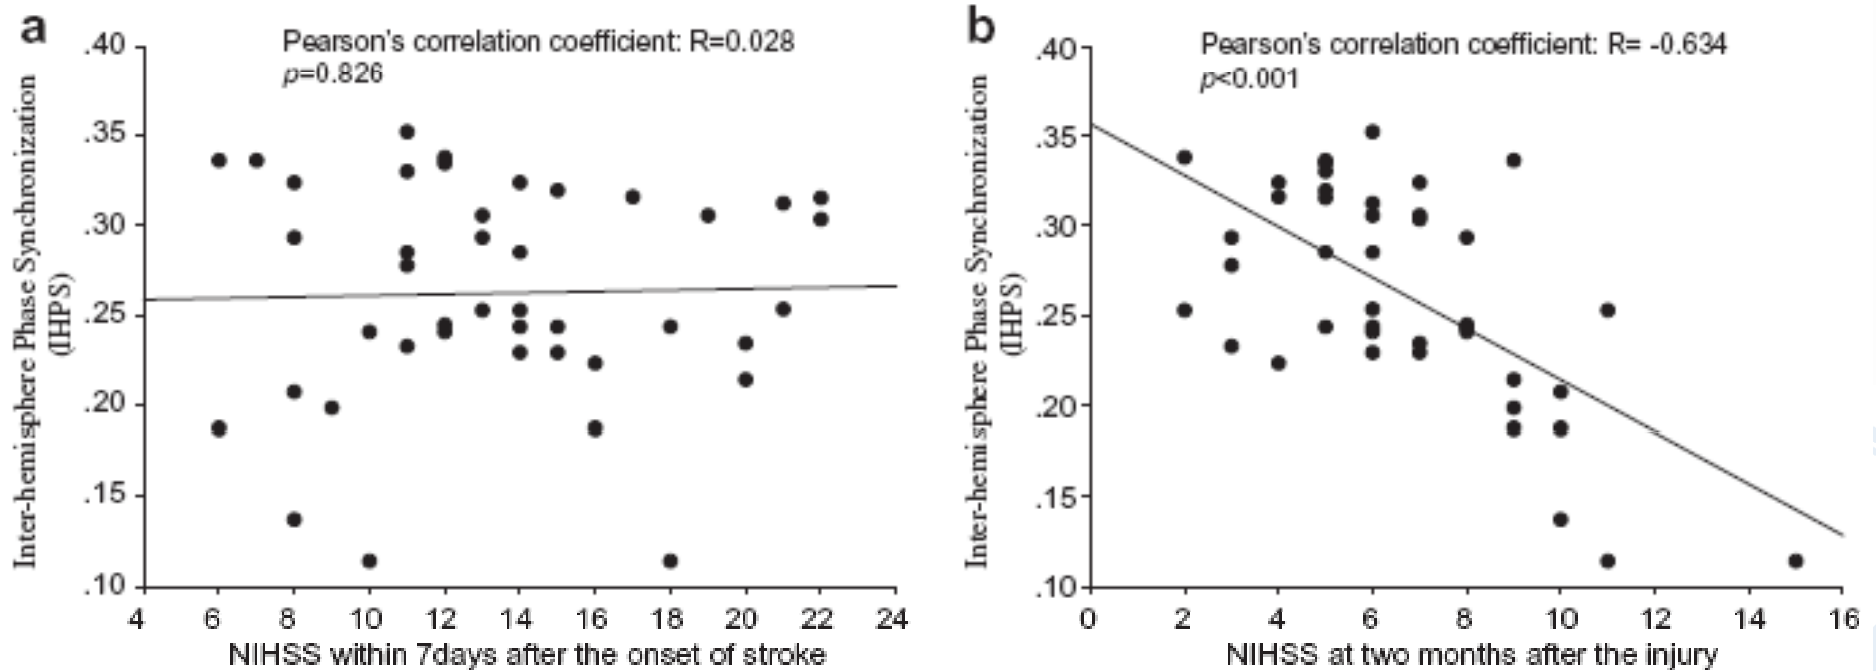 a
Pearson's correlation coefficient: R=0.028
p=0.826
Inter-hemisphere Phase Synchronization
(IHPS)
.40
.35
.30
.25
.20
.15
.10
4 6 8 10 12 14 16 18 20 22 24
NIHSS within 7days after the onset of stroke
b
Pearson's correlation coefficient: R= -0.634
p<0.001
Inter-hemisphere Phase Synchronization
(IHPS)
.40
.35
.30
.25
.20
.15
.10
0 2 4 6 8 10 12 14 16
NIHSS at two months after the injury